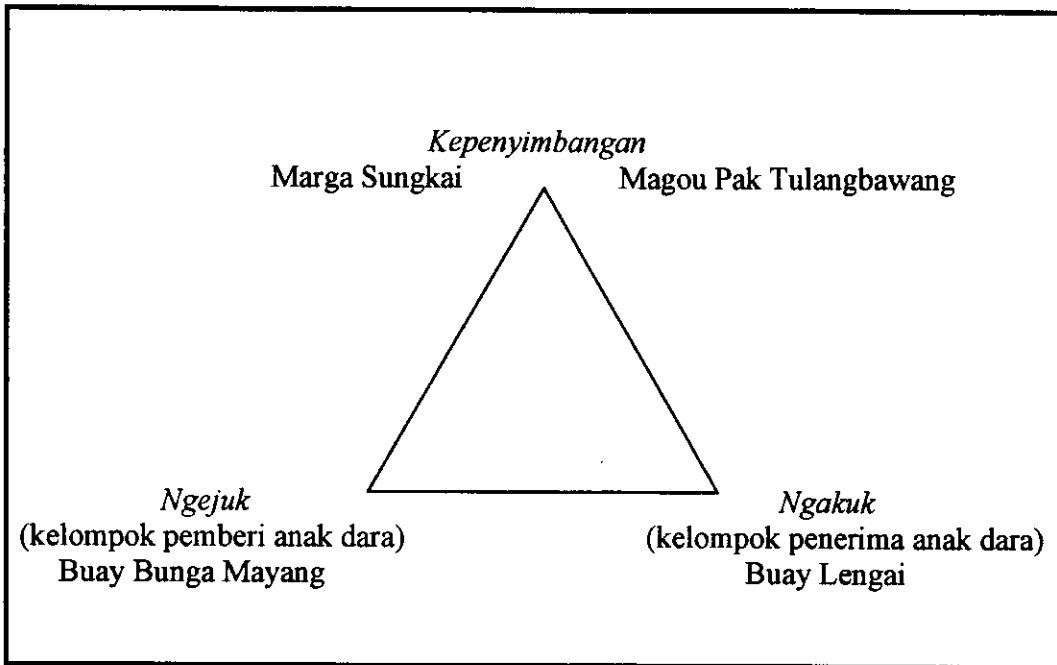 Kepenyimbangan
Marga Sungkai Magou Pak Tulangbawang
Ngejuk
(kelompok pemberi anak dara)
Buay Bunga Mayang
Ngakuk
(kelompok penerima anak dara)
Buay Lengai